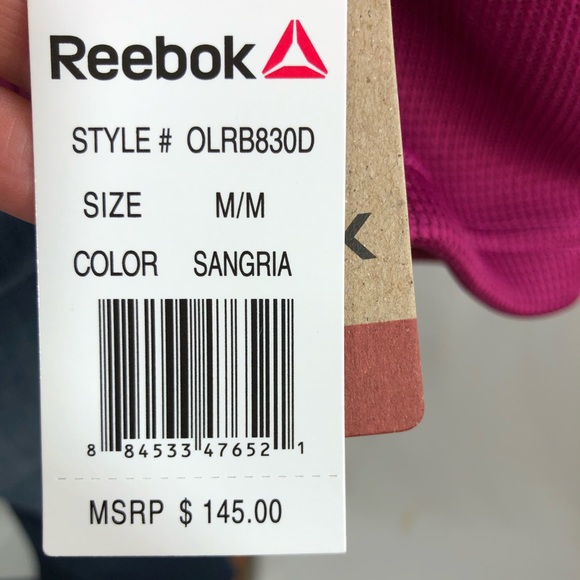 Reebok
STYLE # OLRB830D
SIZE M/M
COLOR SANGRIA
8 84533 47652 1
MSRP $ 145.00